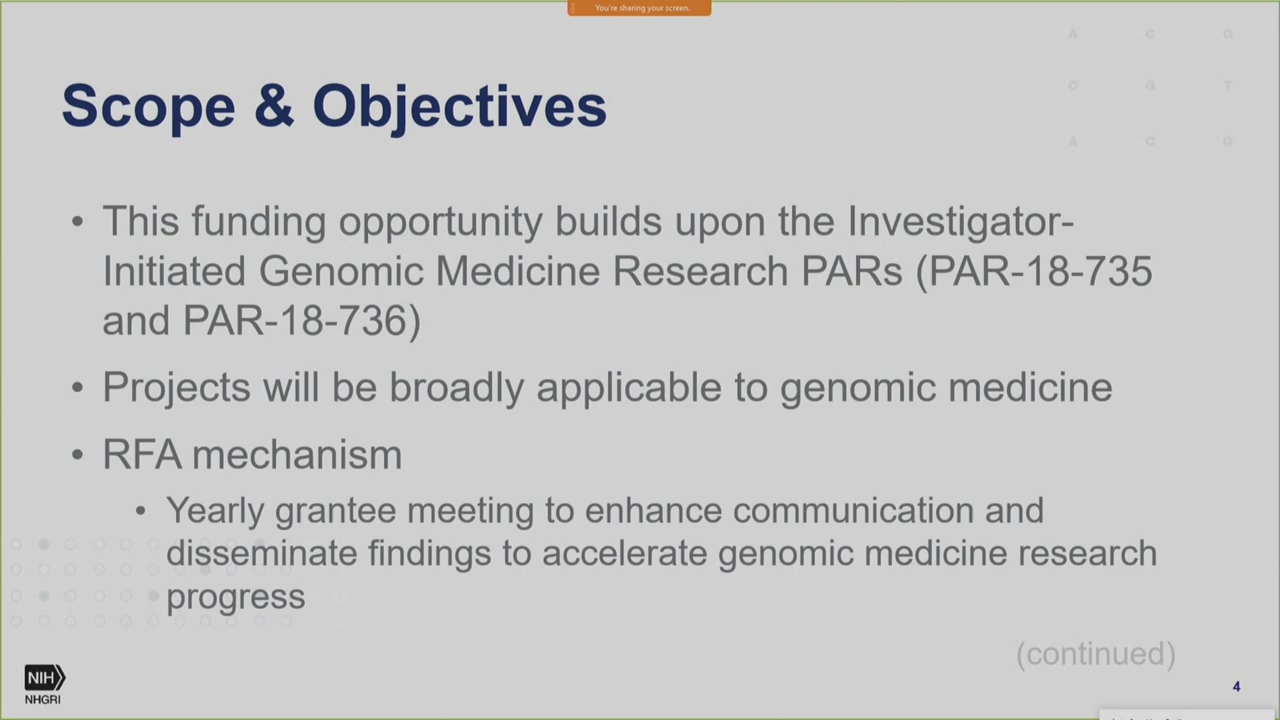 You're sharing your screen.
A C G
C G T
A C G
Scope & Objectives
• This funding opportunity builds upon the Investigator-
Initiated Genomic Medicine Research PARs (PAR-18-735
and PAR-18-736)
• Projects will be broadly applicable to genomic medicine
• RFA mechanism
• Yearly grantee meeting to enhance communication and
disseminate findings to accelerate genomic medicine research
progress
(continued)
NIH
NHGRI
4